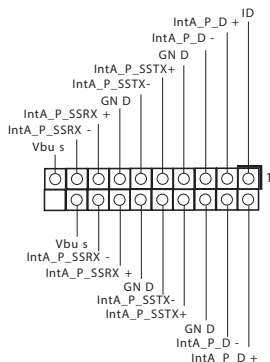 ID
IntA_P_D +
IntA_P_D -
GN D
IntA_P_SSTX+
IntA_P_SSTX-
GN D
IntA_P_SSRX +
IntA_P_SSRX -
Vbu s
1
Vbu s
IntA_P_SSRX -
IntA_P_SSRX +
GN D
IntA_P_SSTX-
IntA_P_SSTX+
GN D
IntA_P_D -
IntA_P_D +